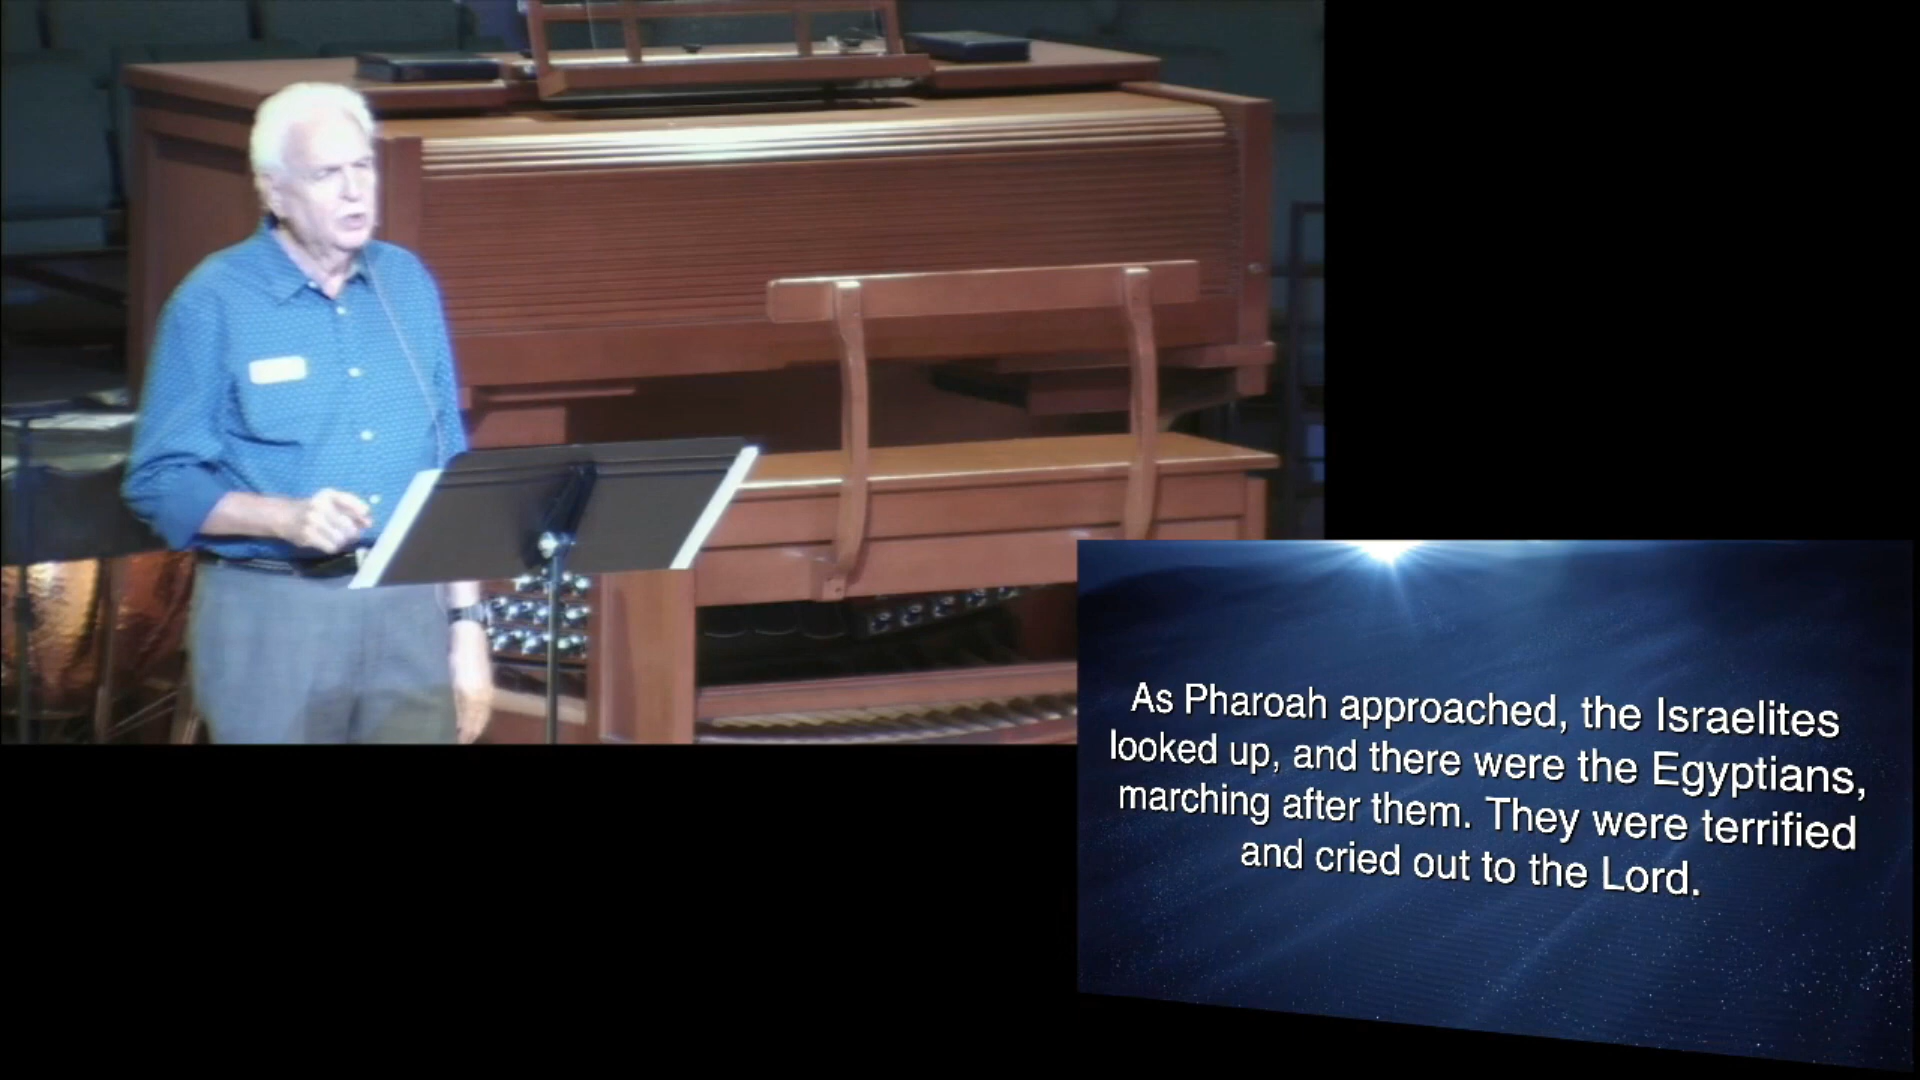 As Pharoah approached, the Israelites
looked up, and there were the Egyptians,
marching after them. They were terrified
and cried out to the Lord.